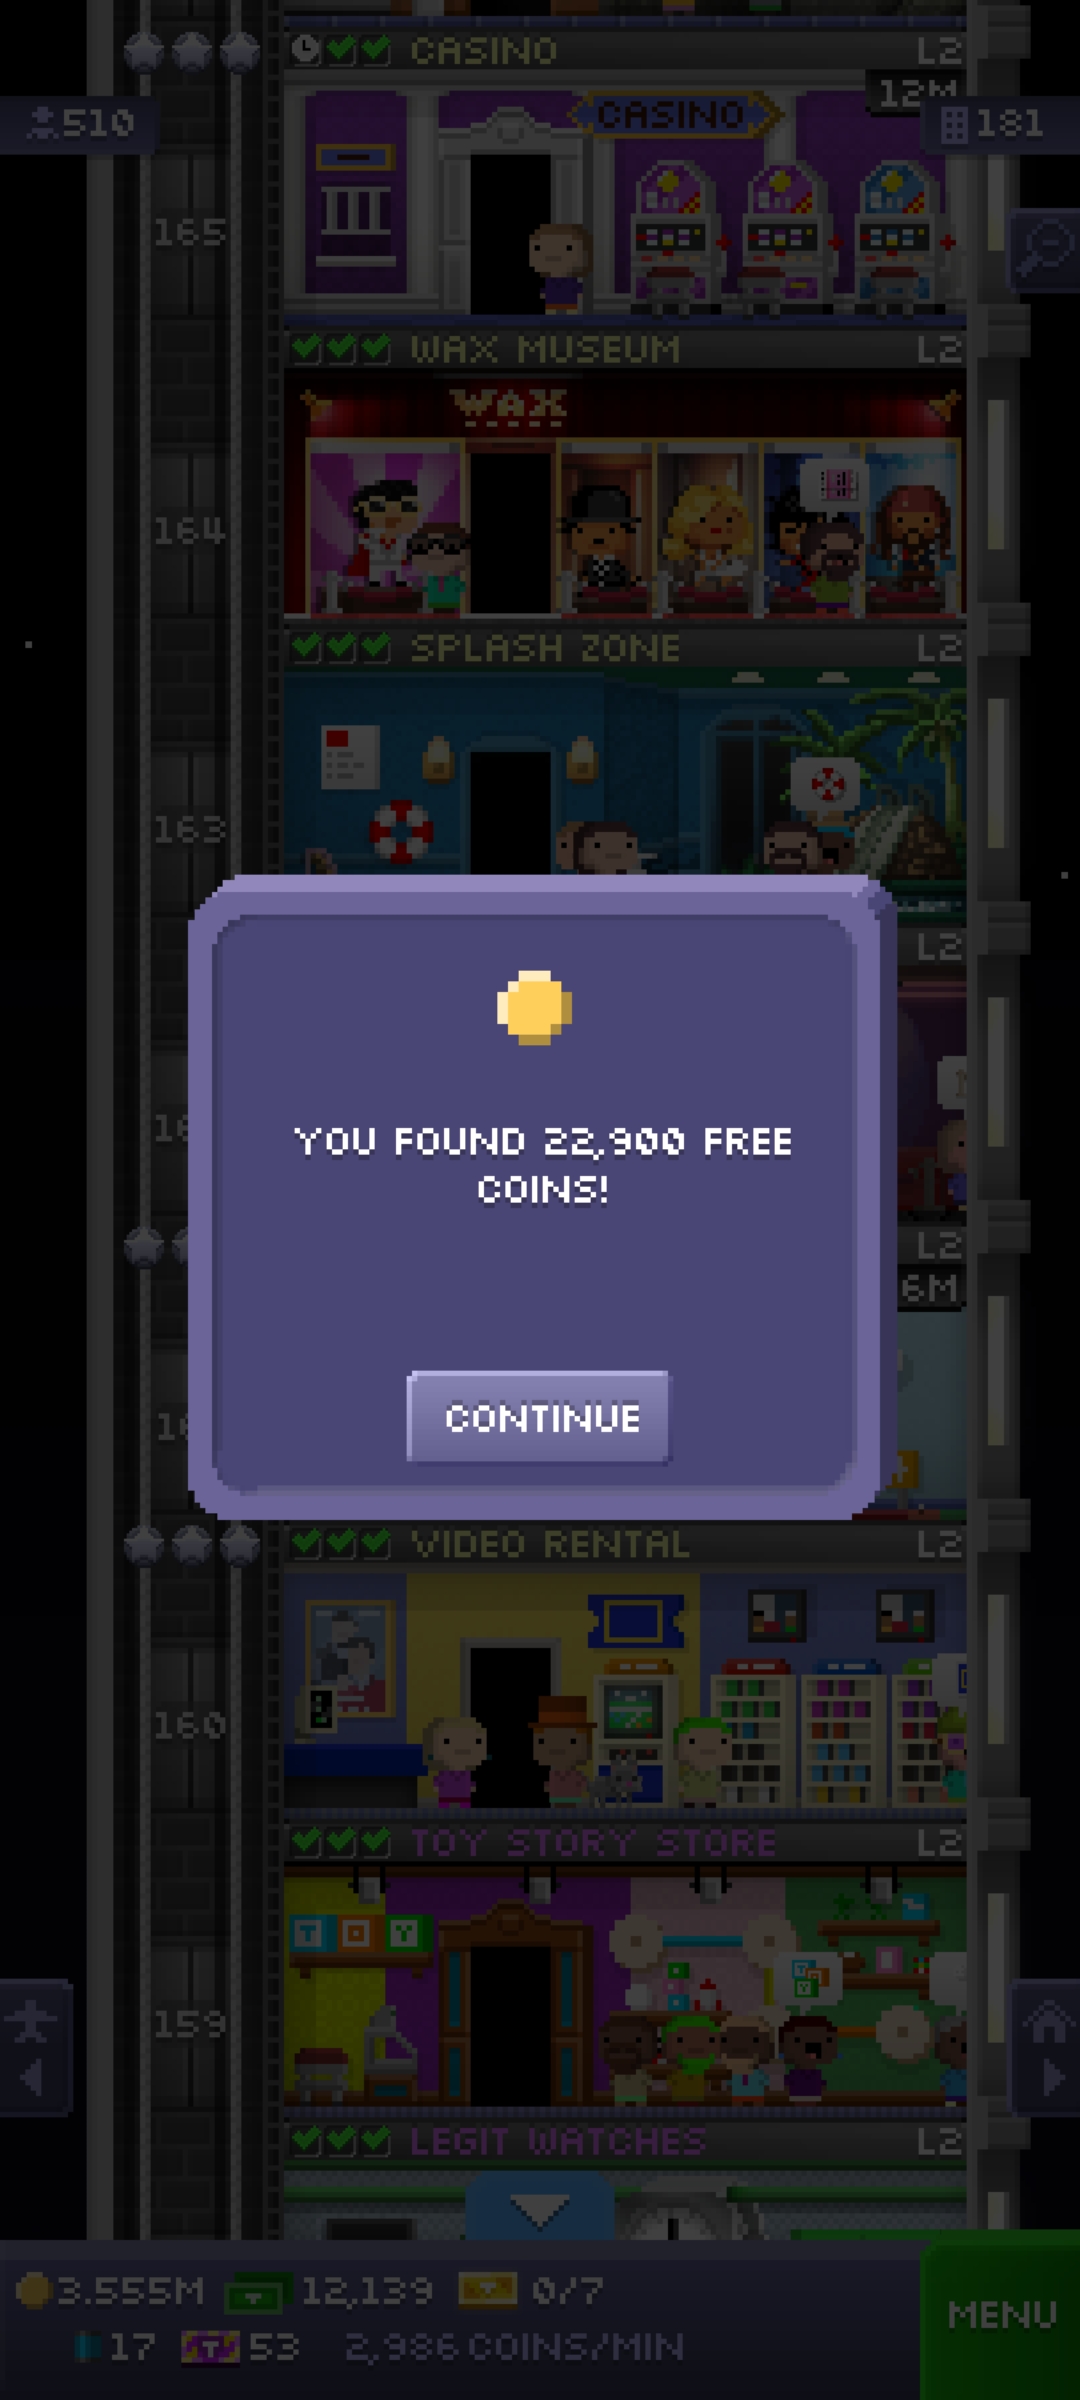 CASINO L2
12M
CASINO
510
181
165
WAX MUSEUM L2
WAX
164
SPLASH ZONE L2
163
L2
YOU FOUND 22,900 FREE
COINS!
L2
6M
CONTINUE
VIDEO RENTAL L2
160
TOY STORY STORE L2
TOY
159
LEGIT WATCHES L2
3.555M 12,139 0/7
MENU
17 T 53 2,986 COINS/MIN